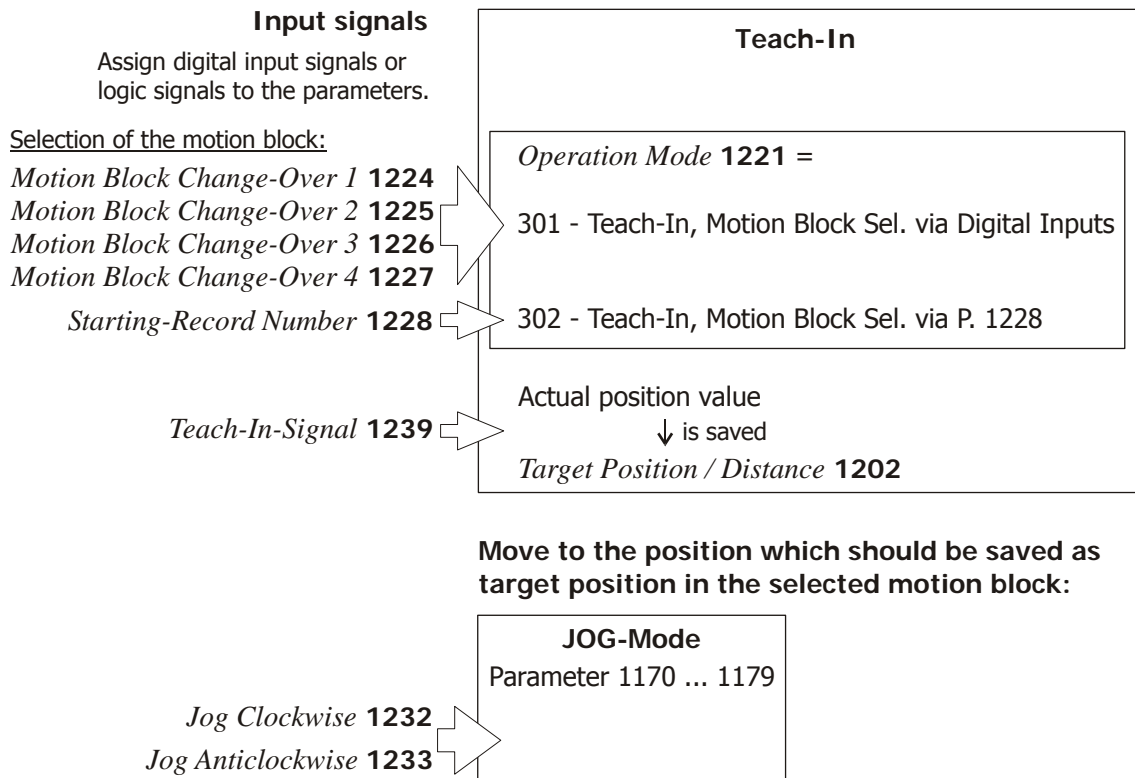 Input signals
Assign digital input signals or
logic signals to the parameters.
Selection of the motion block:
Motion Block Change-Over 1 1224
Motion Block Change-Over 2 1225
Motion Block Change-Over 3 1226
Motion Block Change-Over 4 1227
Starting-Record Number 1228
Teach-In-Signal 1239
Teach-In
Operation Mode 1221 =
301 - Teach-In, Motion Block Sel. via Digital Inputs
302 - Teach-In, Motion Block Sel. via P. 1228
Actual position value
↓ is saved
Target Position / Distance 1202
Move to the position which should be saved as
target position in the selected motion block:
JOG-Mode
Parameter 1170 ... 1179
Jog Clockwise 1232
Jog Anticlockwise 1233